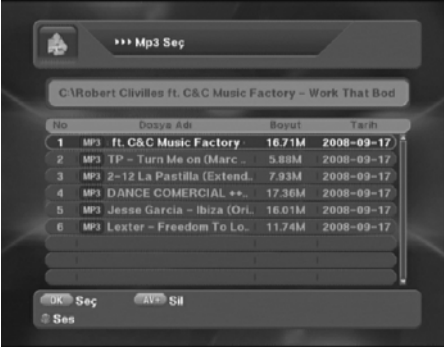 ››› Mp3 Seç
C:\Robert Clivilles ft. C&C Music Factory – Work That Bod
No Dosya Adı Boyut Tarih
1 MP3 ft. C&C Music Factory 16.71M 2008-09-17
2 MP3 TP – Turn Me on (Marc .. 5.88M 2008-09-17
3 MP3 2-12 La Pastilla (Extend.. 7.93M 2008-09-17
4 MP3 DANCE COMERCIAL ++.. 17.36M 2008-09-17
5 MP3 Jesse Garcia – Ibiza (Ori.. 16.01M 2008-09-17
6 MP3 Lexter – Freedom To Lo.. 11.74M 2008-09-17
OK Seç AV+ Sil
Ses